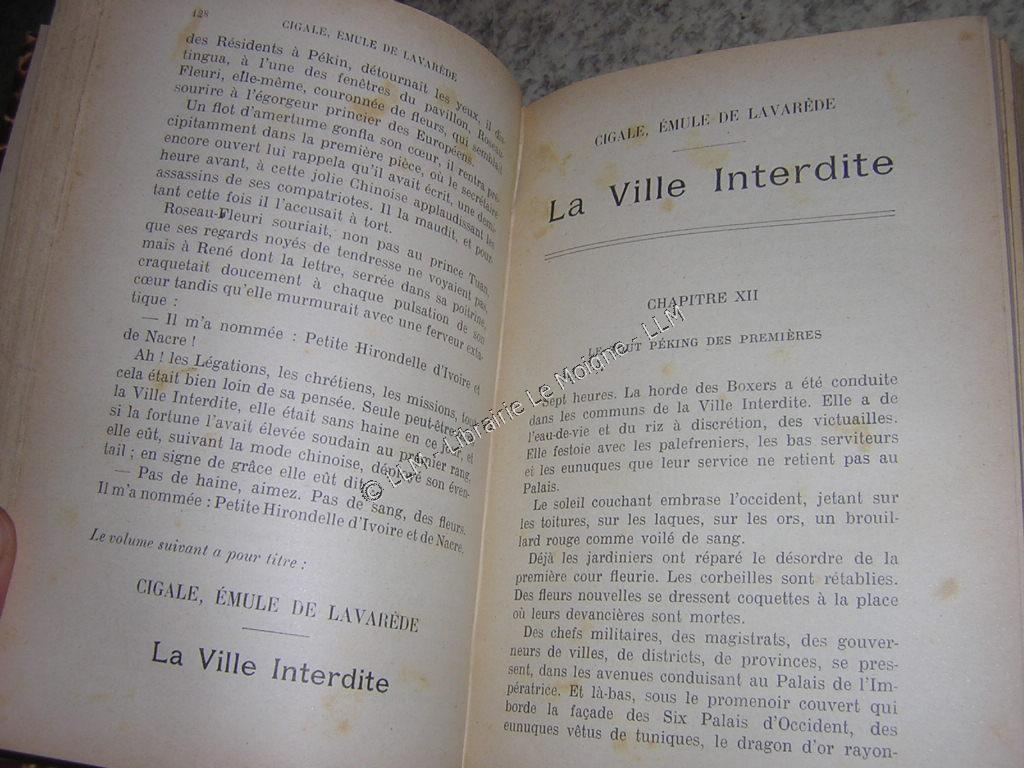 128
CIGALE, EMULE DE LAVARÈDE
des Résidents à Pékin, détournait les yeux, il dis-
tingua, à l'une des fenêtres du pavillon, Roseau-
Fleuri, elle-même, couronnée de fleurs, qui semblait
sourire à l'égorgeur princier des Européens.
Un flot d'amertume gonfla son cœur, il rentra pré-
cipitamment dans la première pièce, où le secrétaire
encore ouvert lui rappela qu'il avait écrit, une demi-
heure avant, à cette jolie Chinoise applaudissant les
assassins de ses compatriotes. Il la maudit, et pour-
tant cette fois il l'accusait à tort.
Roseau-Fleuri souriait, non pas au prince Tuan,
que ses regards noyés de tendresse ne voyaient pas,
mais à René dont la lettre, serrée dans sa poitrine,
craquetait doucement à chaque pulsation de son
cœur tandis qu'elle murmurait avec une ferveur exta-
tique :
— Il m'a nommée : Petite Hirondelle d'Ivoire et
de Nacre !
Ah ! les Légations, les chrétiens, les missions, tout
cela était bien loin de sa pensée. Seule peut-être dans
la Ville Interdite, elle était sans haine en ce jour, et
si la fortune l'avait élevée soudain au premier rang,
elle eût, suivant la mode chinoise, déployé son éven-
tail ; en signe de grâce elle eût dit :
— Pas de haine, aimez. Pas de sang, des fleurs.
Il m'a nommée : Petite Hirondelle d'Ivoire et de Nacre.
Le volume suivant a pour titre :
CIGALE, ÉMULE DE LAVARÈDE
La Ville Interdite
CIGALE, ÉMULE DE LAVARÈDE
La Ville Interdite
CHAPITRE XII
LE TOUT PÉKING DES PREMIÈRES
Sept heures. La horde des Boxers a été conduite
dans les communs de la Ville Interdite. Elle a de
l'eau-de-vie et du riz à discrétion, des victuailles.
Elle festoie avec les palefreniers, les bas serviteurs
et les eunuques que leur service ne retient pas au
Palais.
Le soleil couchant embrase l'occident, jetant sur
les toitures, sur les laques, sur les ors, un brouil-
lard rouge comme voilé de sang.
Déjà les jardiniers ont réparé le désordre de la
première cour fleurie. Les corbeilles sont rétablies.
Des fleurs nouvelles se dressent coquettes à la place
où leurs devancières sont mortes.
Des chefs militaires, des magistrats, des gouver-
neurs de villes, de districts, de provinces, se pres-
sent, dans les avenues conduisant au Palais de l'Im-
pératrice. Et là-bas, sous le promenoir couvert qui
borde la façade des Six Palais d'Occident, des
eunuques vêtus de tuniques, le dragon d'or rayon-
© LLM - Librairie Le Moigne - LLM